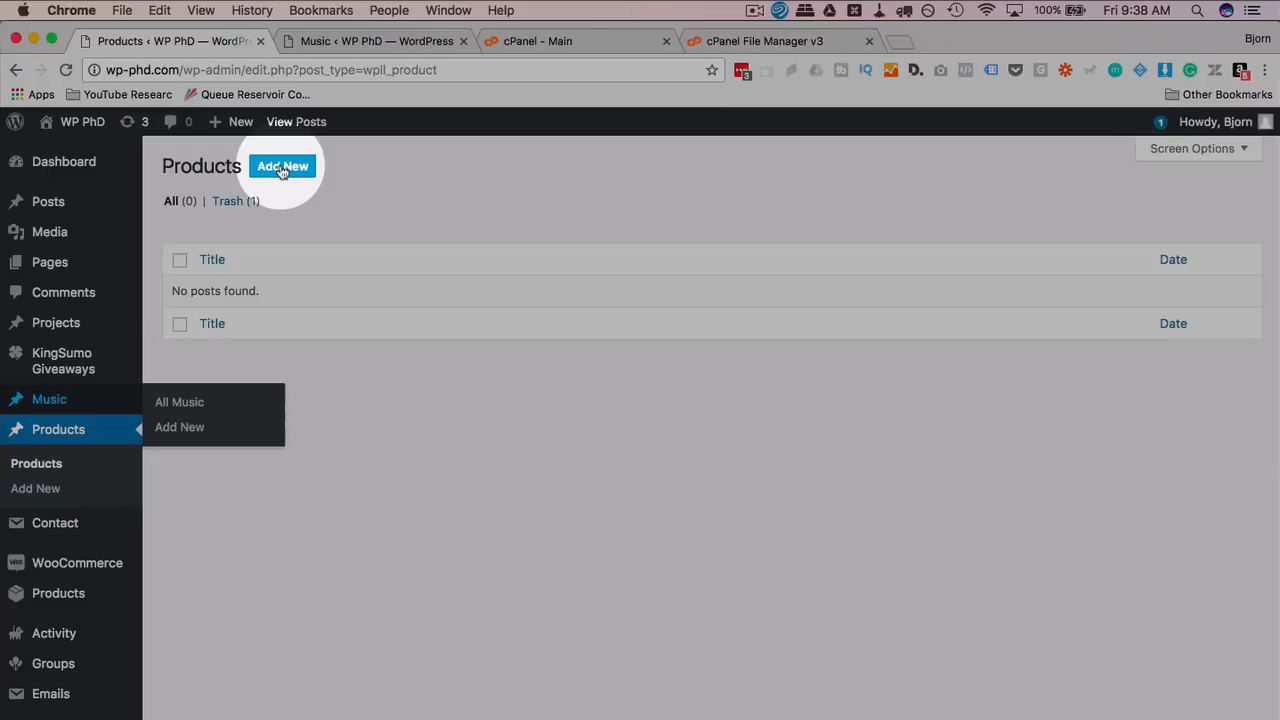 Chrome File Edit View History Bookmarks People Window Help 100% Fri 9:38 AM
Products ‹ WP PhD — WordPr Music ‹ WP PhD — WordPress cPanel - Main cPanel File Manager v3 Bjorn
wp-phd.com/wp-admin/edit.php?post_type=wpll_product
Apps YouTube Researc Queue Reservoir Co... Other Bookmarks
WP PhD 3 0 + New View Posts 1 Howdy, Bjorn
Screen Options
Products Add New
All (0) | Trash (1)
Title Date
No posts found.
Title Date
Dashboard
Posts
Media
Pages
Comments
Projects
KingSumo
Giveaways
Music
All Music
Add New
Products
Products
Add New
Contact
WooCommerce
Products
Activity
Groups
Emails